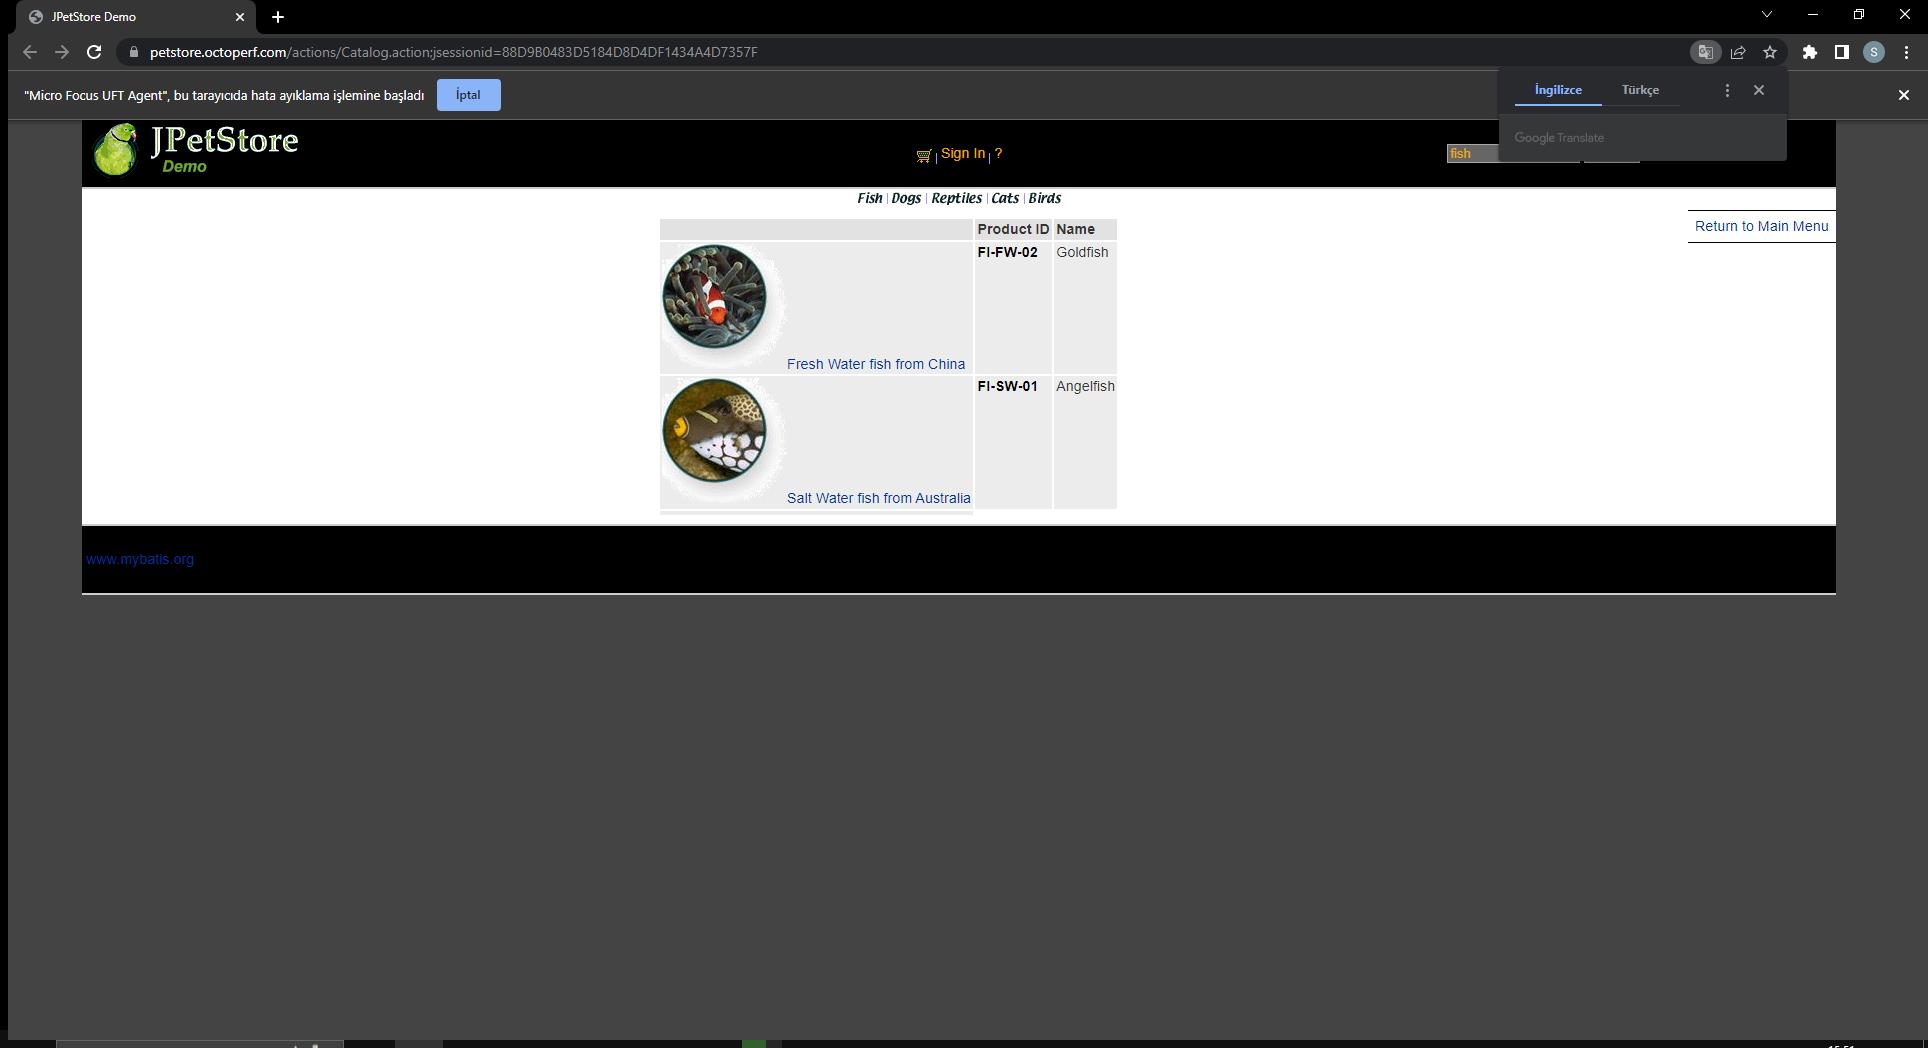 JPetStore Demo
petstore.octoperf.com/actions/Catalog.action;jsessionid=88D9B0483D5184D8D4DF1434A4D7357F
S
"Micro Focus UFT Agent", bu tarayıcıda hata ayıklama işlemine başladı
İptal
İngilizce
Türkçe
Google Translate
JPetStore
Demo
| Sign In | ?
fish
Fish | Dogs | Reptiles | Cats | Birds
Return to Main Menu
Product ID Name
FI-FW-02 Goldfish
Fresh Water fish from China
FI-SW-01 Angelfish
Salt Water fish from Australia
www.mybatis.org